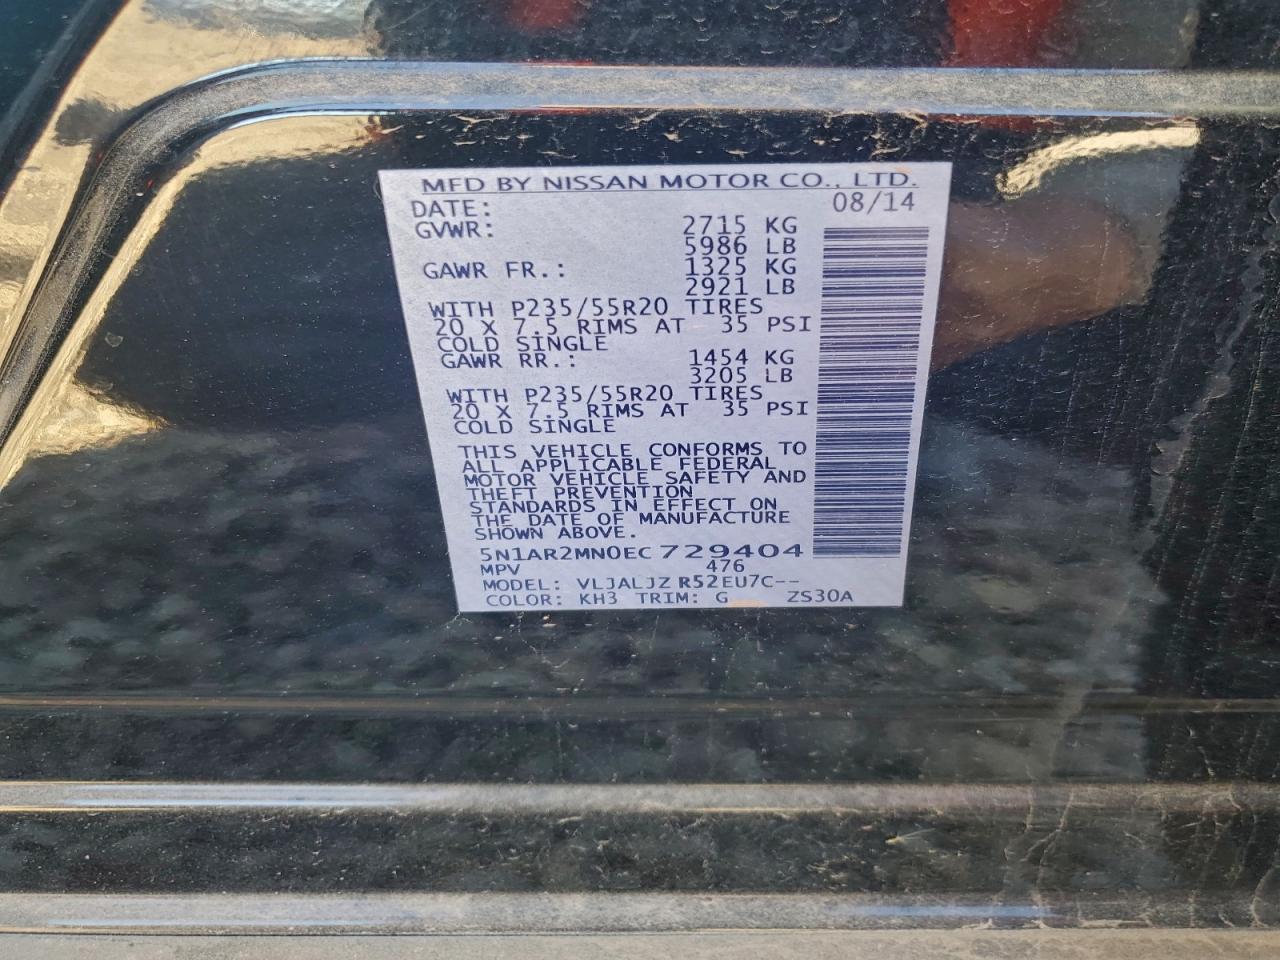 MFD BY NISSAN MOTOR CO., LTD.
DATE: 08/14
GVWR: 2715 KG
5986 LB
GAWR FR.: 1325 KG
2921 LB
WITH P235/55R20 TIRES
20 X 7.5 RIMS AT 35 PSI
COLD SINGLE
GAWR RR.: 1454 KG
3205 LB
WITH P235/55R20 TIRES
20 X 7.5 RIMS AT 35 PSI
COLD SINGLE
THIS VEHICLE CONFORMS TO
ALL APPLICABLE FEDERAL
MOTOR VEHICLE SAFETY AND
THEFT PREVENTION
STANDARDS IN EFFECT ON
THE DATE OF MANUFACTURE
SHOWN ABOVE.
5N1AR2MN0EC729404
MPV 476
MODEL: VLJALJZ R52EU7C--
COLOR: KH3 TRIM: G ZS30A